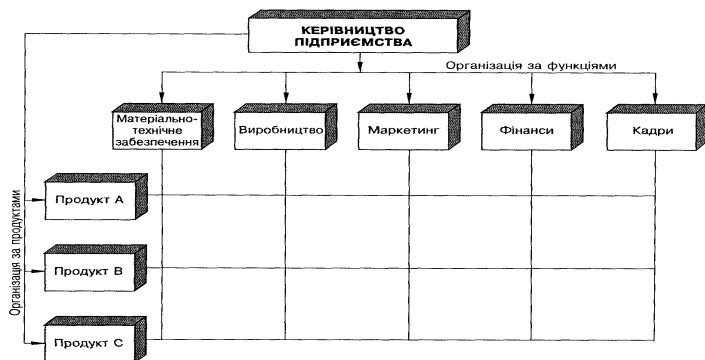 КЕРІВНИЦТВО
ПІДПРИЄМСТВА
Організація за функціями
Матеріально-
технічне
забезпечення
Виробництво
Маркетинг
Фінанси
Кадри
Організація за продуктами
Продукт А
Продукт В
Продукт С